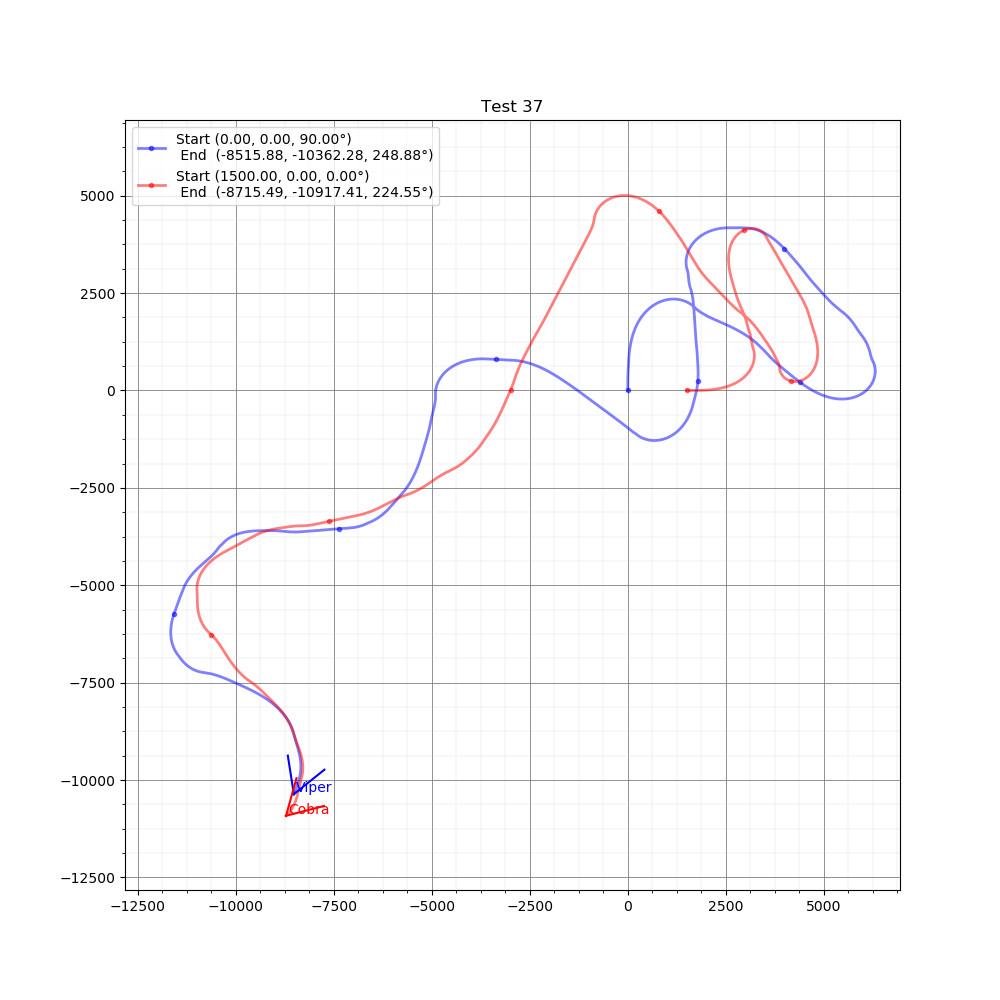 Test 37
Start (0.00, 0.00, 90.00°)
End (-8515.88, -10362.28, 248.88°)
Start (1500.00, 0.00, 0.00°)
End (-8715.49, -10917.41, 224.55°)
5000
2500
0
−2500
−5000
−7500
−10000
−12500
Viper
Cobra
−12500 −10000 −7500 −5000 −2500 0 2500 5000